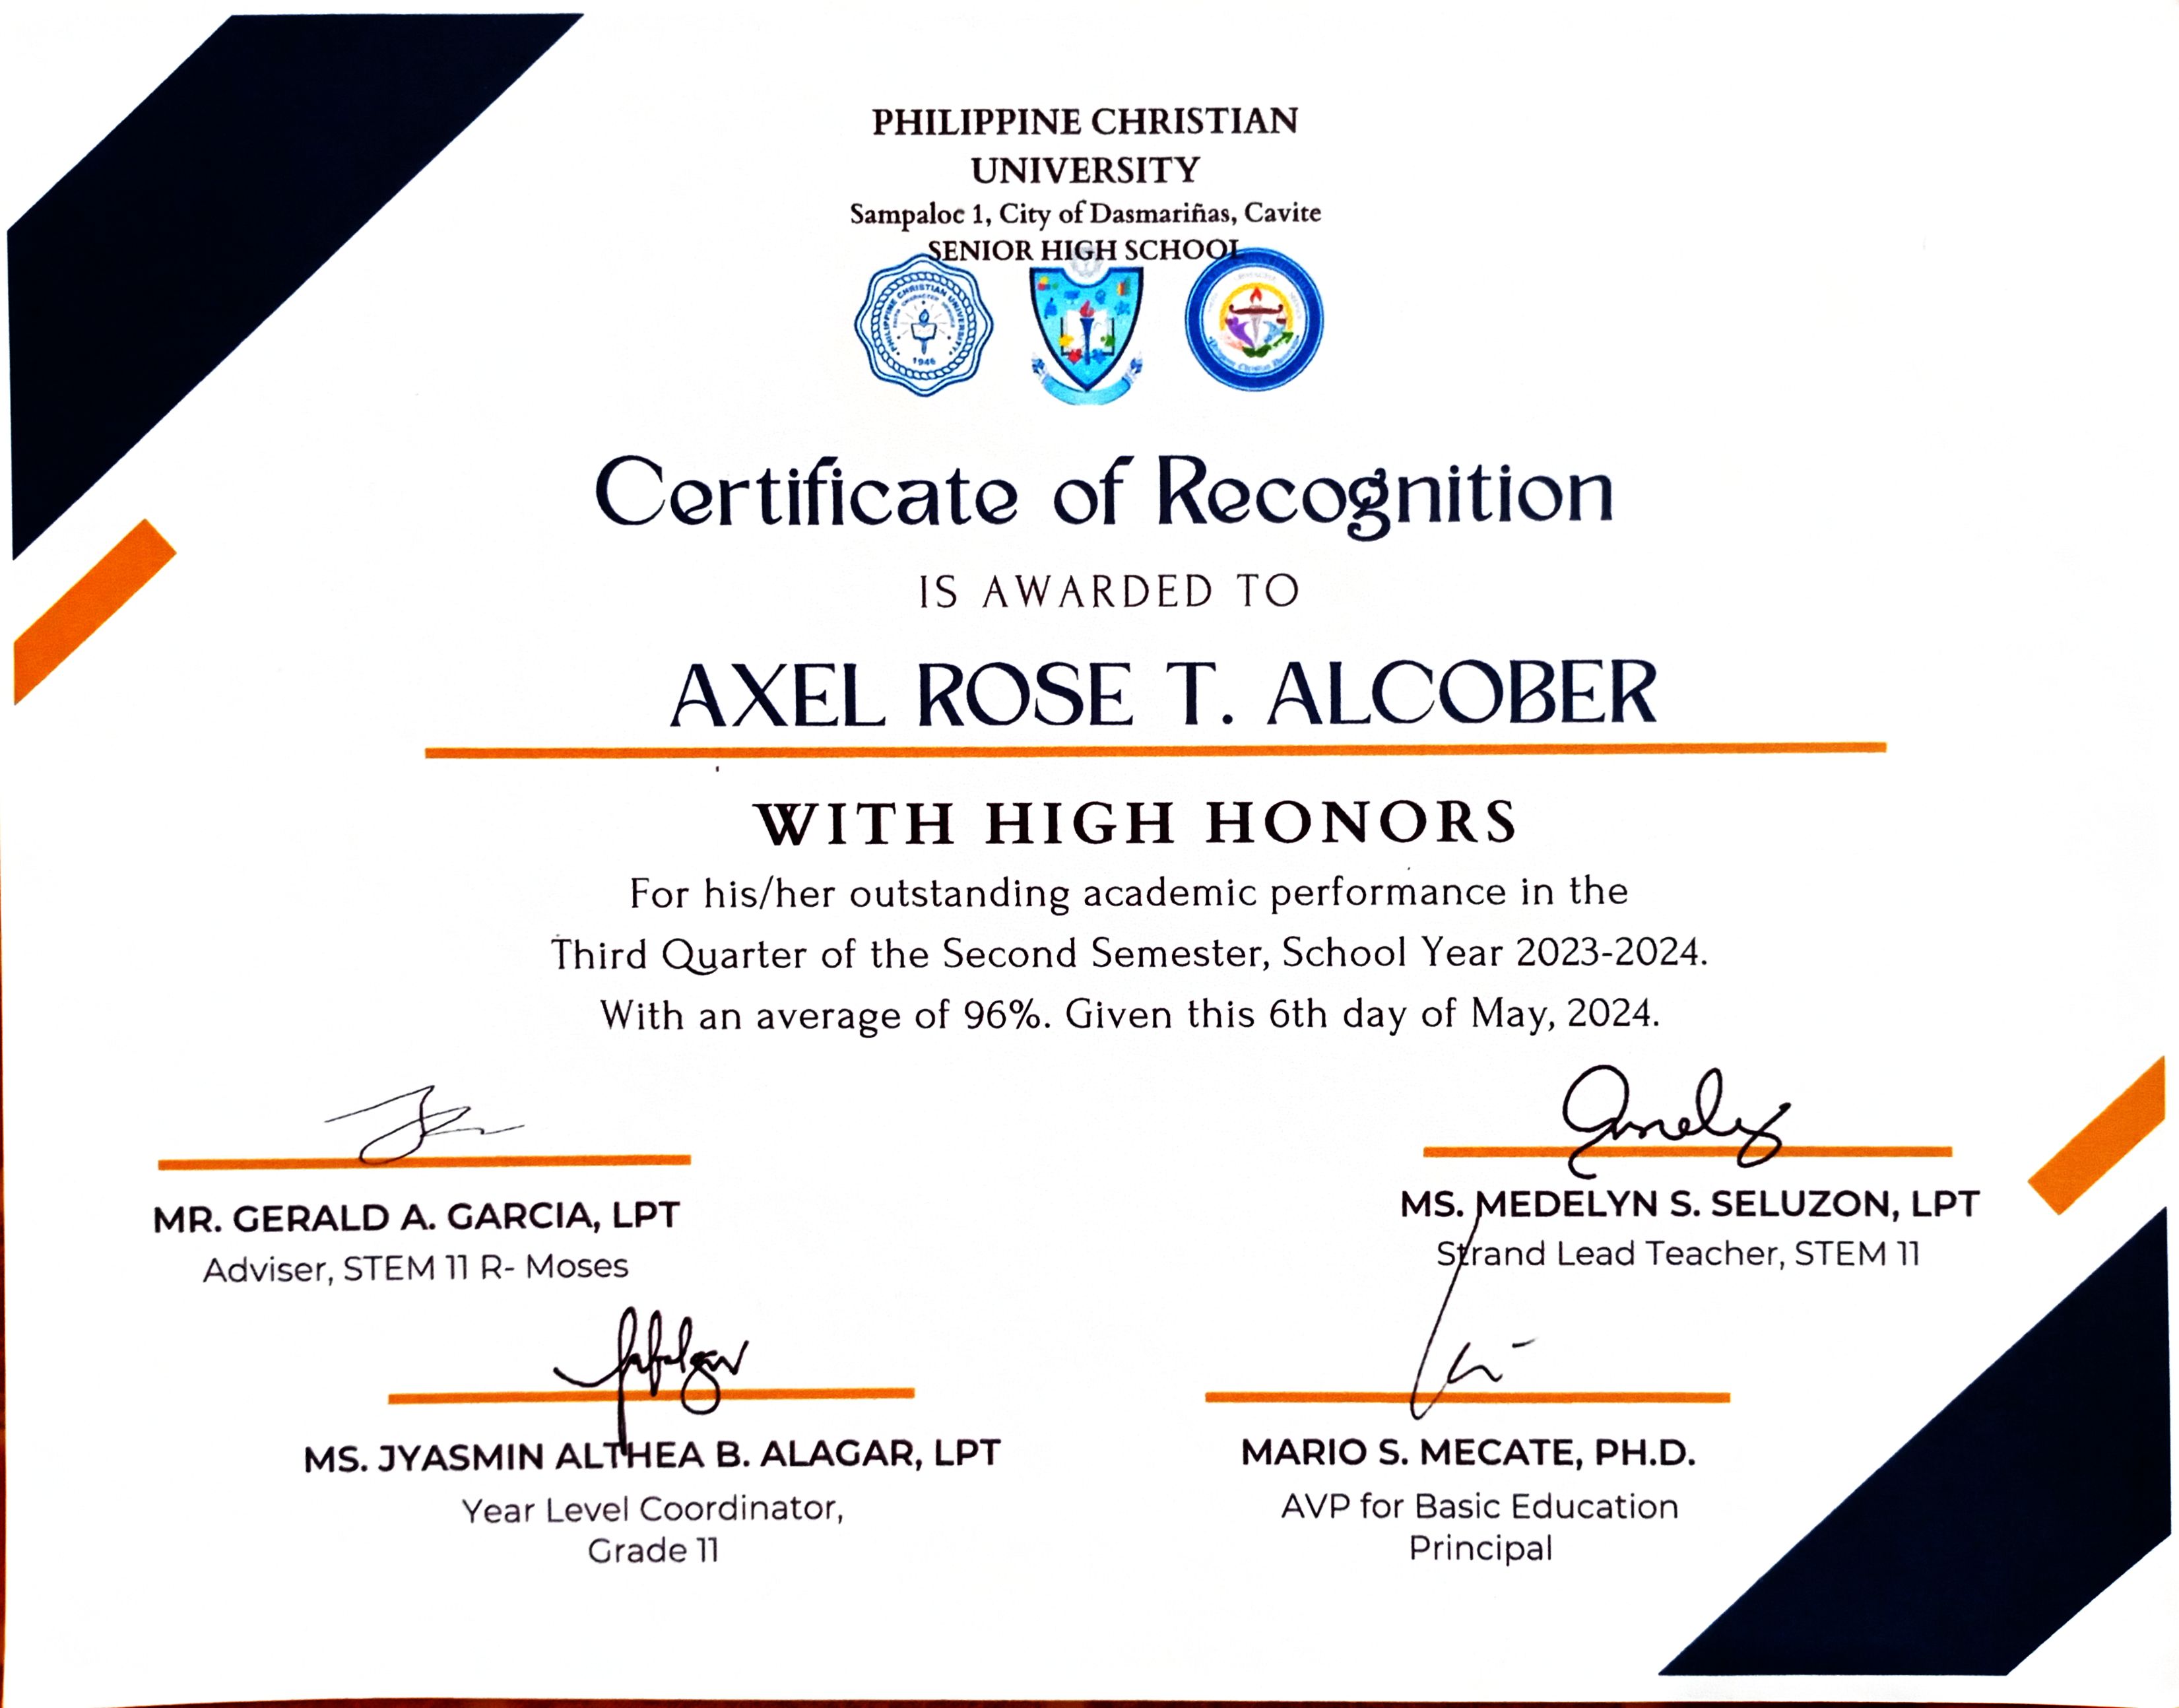 PHILIPPINE CHRISTIAN
UNIVERSITY
Sampaloc 1, City of Dasmariñas, Cavite
SENIOR HIGH SCHOOL
PHILIPPINE CHRISTIAN UNIVERSITY
1946
Certificate of Recognition
IS AWARDED TO
AXEL ROSE T. ALCOBER
WITH HIGH HONORS
For his/her outstanding academic performance in the
Third Quarter of the Second Semester, School Year 2023-2024.
With an average of 96%. Given this 6th day of May, 2024.
MR. GERALD A. GARCIA, LPT
Adviser, STEM 11 R- Moses
MS. MEDELYN S. SELUZON, LPT
Strand Lead Teacher, STEM 11
MS. JYASMIN ALTHEA B. ALAGAR, LPT
Year Level Coordinator,
Grade 11
MARIO S. MECATE, PH.D.
AVP for Basic Education
Principal